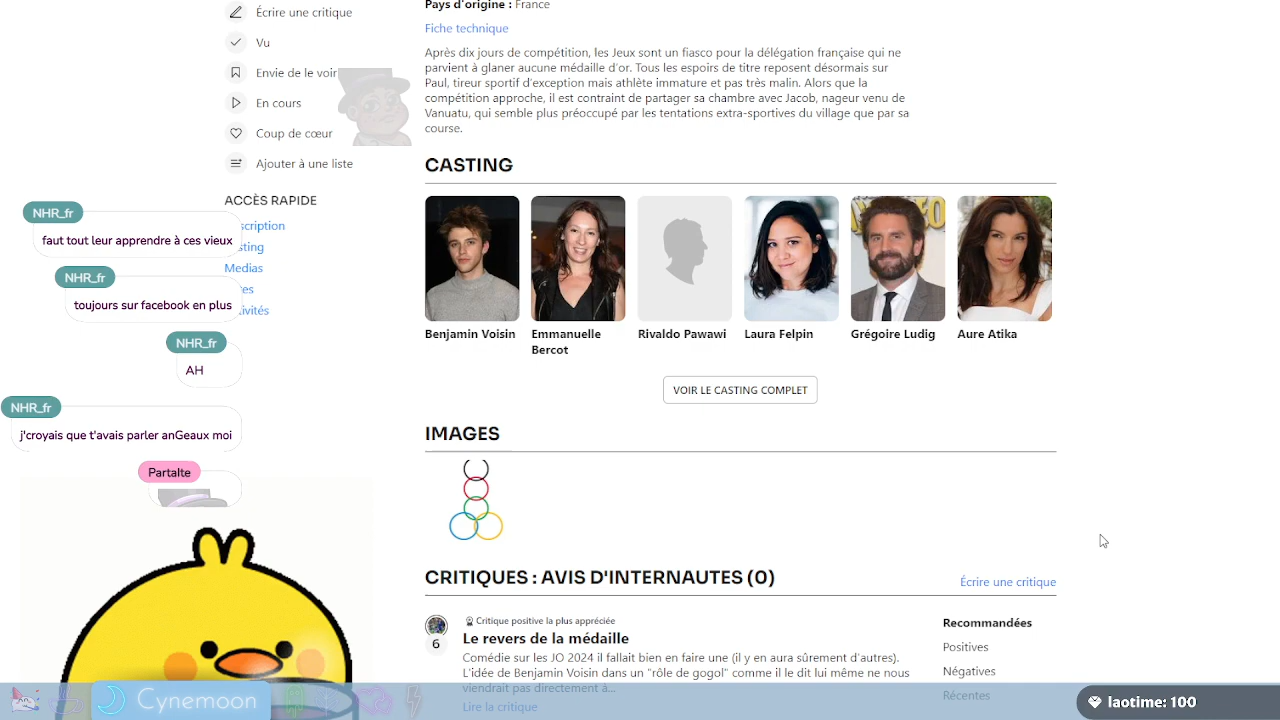 Écrire une critique
Vu
Envie de le voir
En cours
Coup de cœur
Ajouter à une liste
ACCÈS RAPIDE
scription
sting
Medias
es
ivités
NHR_fr
faut tout leur apprendre à ces vieux
NHR_fr
toujours sur facebook en plus
NHR_fr
AH
NHR_fr
j'croyais que t'avais parler anGeaux moi
Partalte
Pays d'origine : France
Fiche technique
Après dix jours de compétition, les Jeux sont un fiasco pour la délégation française qui ne
parvient à glaner aucune médaille d'or. Tous les espoirs de titre reposent désormais sur
Paul, tireur sportif d'exception mais athlète immature et pas très malin. Alors que la
compétition approche, il est contraint de partager sa chambre avec Jacob, nageur venu de
Vanuatu, qui semble plus préoccupé par les tentations extra-sportives du village que par sa
course.
CASTING
Benjamin Voisin
Emmanuelle
Bercot
Rivaldo Pawawi
Laura Felpin
Grégoire Ludig
Aure Atika
VOIR LE CASTING COMPLET
IMAGES
CRITIQUES : AVIS D'INTERNAUTES (0)
Écrire une critique
6
Critique positive la plus appréciée
Le revers de la médaille
Comédie sur les JO 2024 il fallait bien en faire une (il y en aura sûrement d'autres).
L'idée de Benjamin Voisin dans un "rôle de gogol" comme il le dit lui même ne nous
viendrait pas directement à...
Lire la critique
Recommandées
Positives
Négatives
Récentes
Cynemoon
laotime: 100